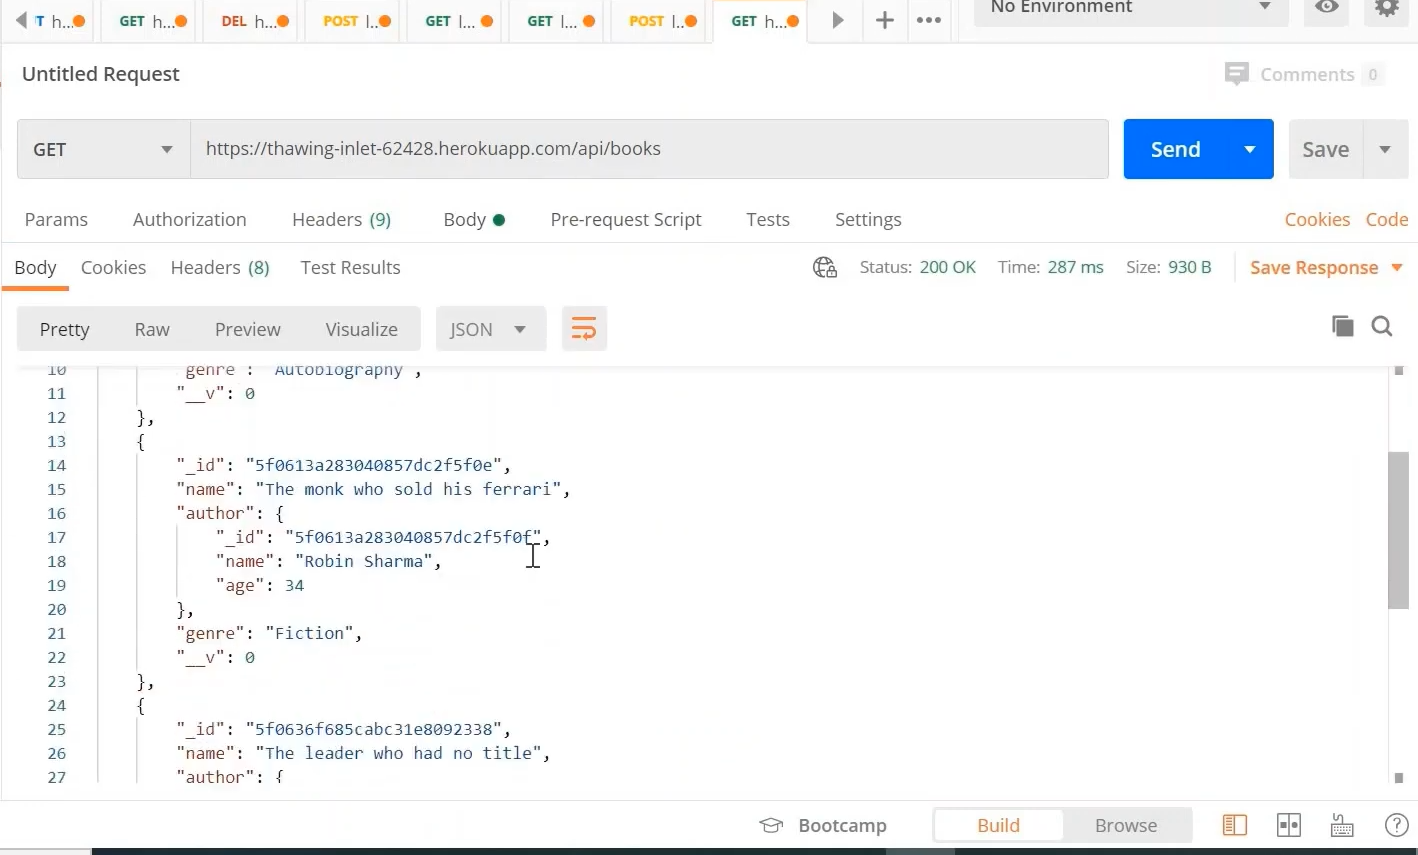 T h... GET h... DEL h... POST l... GET l... GET l... POST l... GET h... + ••• No Environment
Untitled Request Comments 0
GET https://thawing-inlet-62428.herokuapp.com/api/books Send Save
Params Authorization Headers (9) Body Pre-request Script Tests Settings Cookies Code
Body Cookies Headers (8) Test Results Status: 200 OK Time: 287 ms Size: 930 B Save Response
Pretty Raw Preview Visualize JSON
10 "genre": "Autobiography",
11 "__v": 0
12 },
13 {
14 "_id": "5f0613a283040857dc2f5f0e",
15 "name": "The monk who sold his ferrari",
16 "author": {
17 "_id": "5f0613a283040857dc2f5f0f",
18 "name": "Robin Sharma",
19 "age": 34
20 },
21 "genre": "Fiction",
22 "__v": 0
23 },
24 {
25 "_id": "5f0636f685cabc31e8092338",
26 "name": "The leader who had no title",
27 "author": {
Bootcamp Build Browse ?